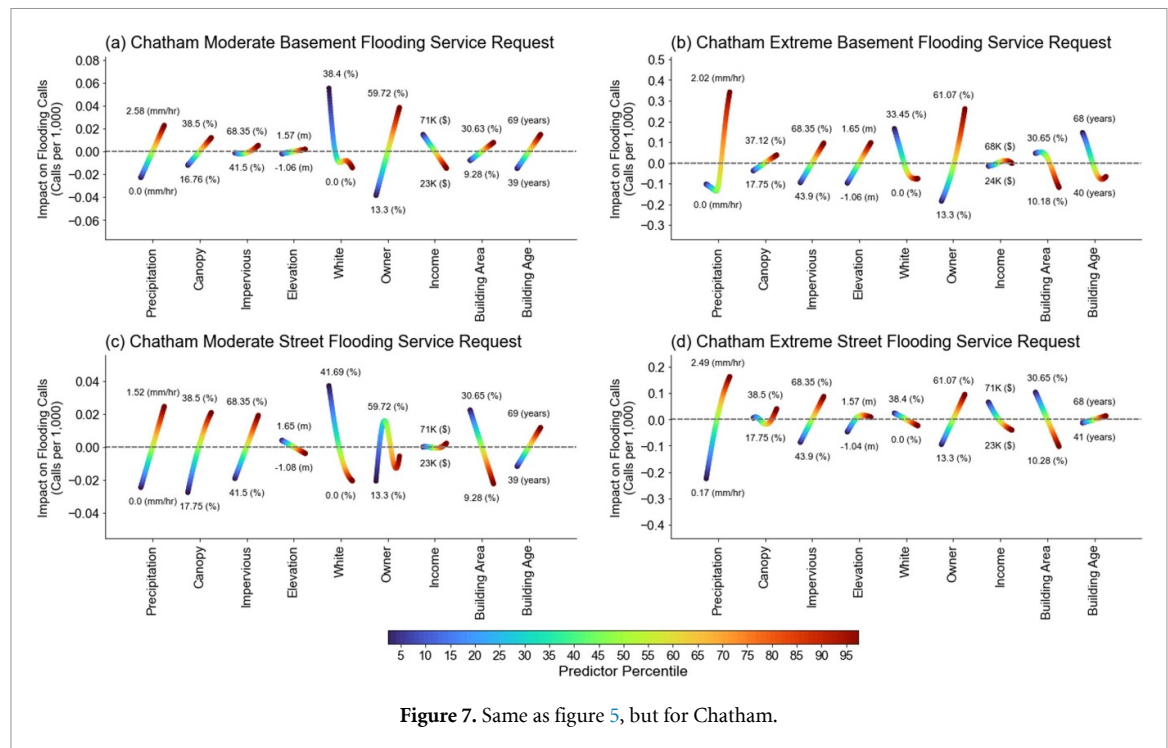 (a) Chatham Moderate Basement Flooding Service Request
Impact on Flooding Calls
(Calls per 1,000)
0.08
0.06
0.04
0.02
0.00
−0.02
−0.04
−0.06
2.58 (mm/hr)
0.0 (mm/hr)
38.5 (%)
16.76 (%)
68.35 (%)
41.5 (%)
1.57 (m)
-1.06 (m)
38.4 (%)
0.0 (%)
59.72 (%)
13.3 (%)
71K ($)
23K ($)
30.63 (%)
9.28 (%)
69 (years)
39 (years)
Precipitation
Canopy
Impervious
Elevation
White
Owner
Income
Building Area
Building Age
(b) Chatham Extreme Basement Flooding Service Request
Impact on Flooding Calls
(Calls per 1,000)
0.5
0.4
0.3
0.2
0.1
0.0
−0.1
−0.2
−0.3
2.02 (mm/hr)
0.0 (mm/hr)
37.12 (%)
17.75 (%)
68.35 (%)
43.9 (%)
1.65 (m)
-1.06 (m)
33.45 (%)
0.0 (%)
61.07 (%)
13.3 (%)
68K ($)
24K ($)
30.65 (%)
10.18 (%)
68 (years)
40 (years)
Precipitation
Canopy
Impervious
Elevation
White
Owner
Income
Building Area
Building Age
(c) Chatham Moderate Street Flooding Service Request
Impact on Flooding Calls
(Calls per 1,000)
0.04
0.02
0.00
−0.02
−0.04
1.52 (mm/hr)
0.0 (mm/hr)
38.5 (%)
17.75 (%)
68.35 (%)
41.5 (%)
1.65 (m)
-1.08 (m)
41.69 (%)
0.0 (%)
59.72 (%)
13.3 (%)
71K ($)
23K ($)
30.65 (%)
9.28 (%)
69 (years)
39 (years)
Precipitation
Canopy
Impervious
Elevation
White
Owner
Income
Building Area
Building Age
(d) Chatham Extreme Street Flooding Service Request
Impact on Flooding Calls
(Calls per 1,000)
0.2
0.1
0.0
−0.1
−0.2
−0.3
−0.4
2.49 (mm/hr)
0.17 (mm/hr)
38.5 (%)
17.75 (%)
68.35 (%)
43.9 (%)
1.57 (m)
-1.04 (m)
38.4 (%)
0.0 (%)
61.07 (%)
13.3 (%)
71K ($)
23K ($)
30.65 (%)
10.28 (%)
68 (years)
41 (years)
Precipitation
Canopy
Impervious
Elevation
White
Owner
Income
Building Area
Building Age
5 10 15 20 25 30 35 40 45 50 55 60 65 70 75 80 85 90 95
Predictor Percentile
Figure 7. Same as figure 5, but for Chatham.